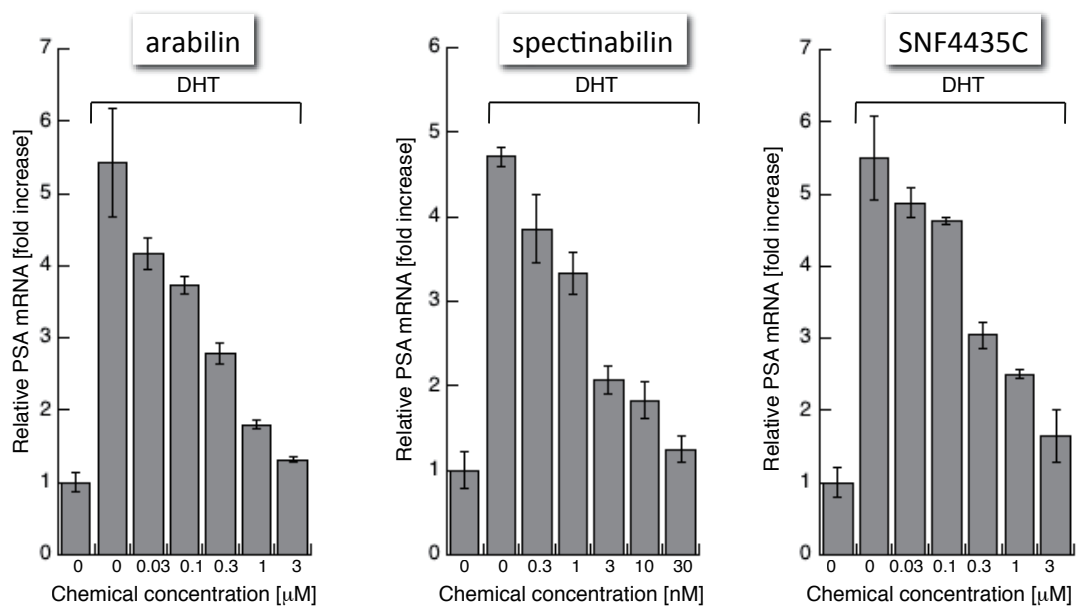 arabilin
DHT
Relative PSA mRNA [fold increase]
7
6
5
4
3
2
1
0
0 0 0.03 0.1 0.3 1 3
Chemical concentration [µM]
spectinabilin
DHT
Relative PSA mRNA [fold increase]
6
5
4
3
2
1
0
0 0 0.3 1 3 10 30
Chemical concentration [nM]
SNF4435C
DHT
Relative PSA mRNA [fold increase]
7
6
5
4
3
2
1
0
0 0 0.03 0.1 0.3 1 3
Chemical concentration [µM]